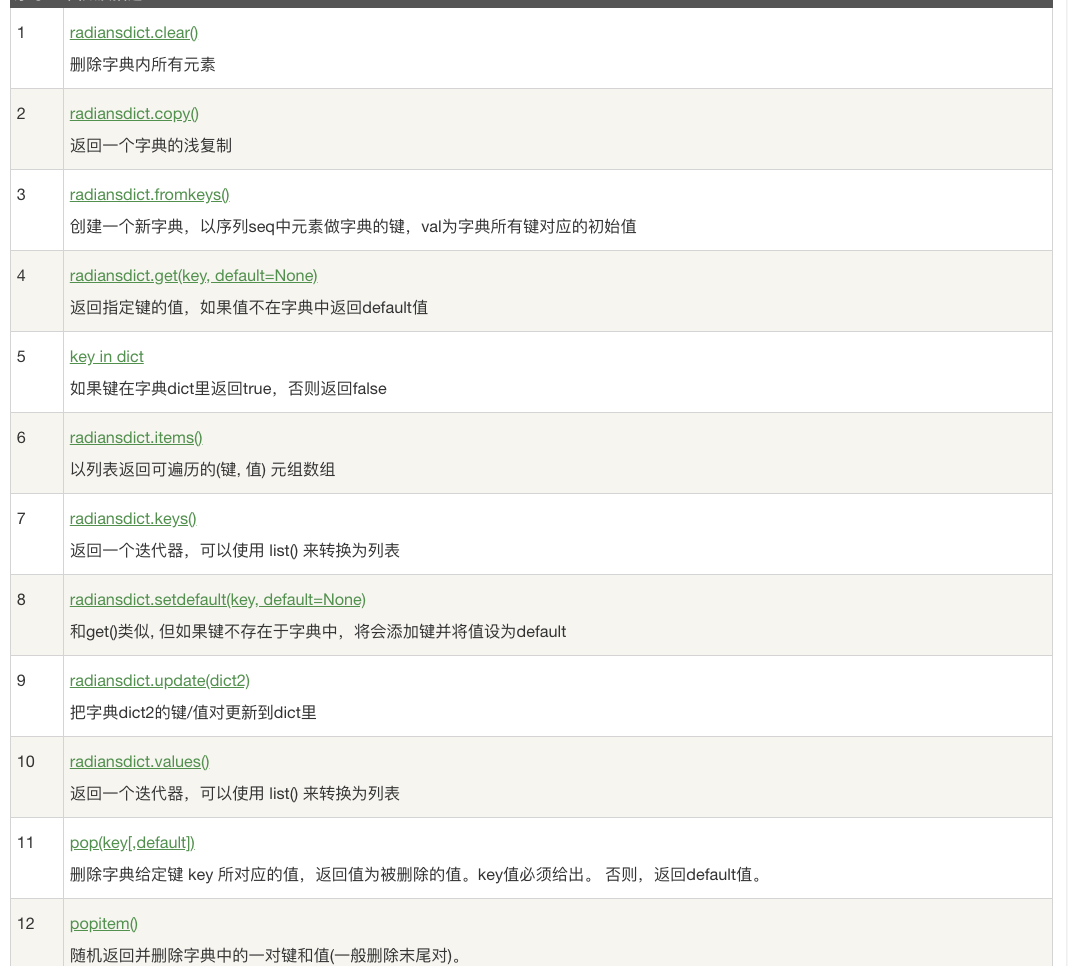 1 radiansdict.clear()
删除字典内所有元素
2 radiansdict.copy()
返回一个字典的浅复制
3 radiansdict.fromkeys()
创建一个新字典，以序列seq中元素做字典的键，val为字典所有键对应的初始值
4 radiansdict.get(key, default=None)
返回指定键的值，如果值不在字典中返回default值
5 key in dict
如果键在字典dict里返回true，否则返回false
6 radiansdict.items()
以列表返回可遍历的(键, 值) 元组数组
7 radiansdict.keys()
返回一个迭代器，可以使用 list() 来转换为列表
8 radiansdict.setdefault(key, default=None)
和get()类似, 但如果键不存在于字典中，将会添加键并将值设为default
9 radiansdict.update(dict2)
把字典dict2的键/值对更新到dict里
10 radiansdict.values()
返回一个迭代器，可以使用 list() 来转换为列表
11 pop(key[,default])
删除字典给定键 key 所对应的值，返回值为被删除的值。key值必须给出。 否则，返回default值。
12 popitem()
随机返回并删除字典中的一对键和值(一般删除末尾对)。